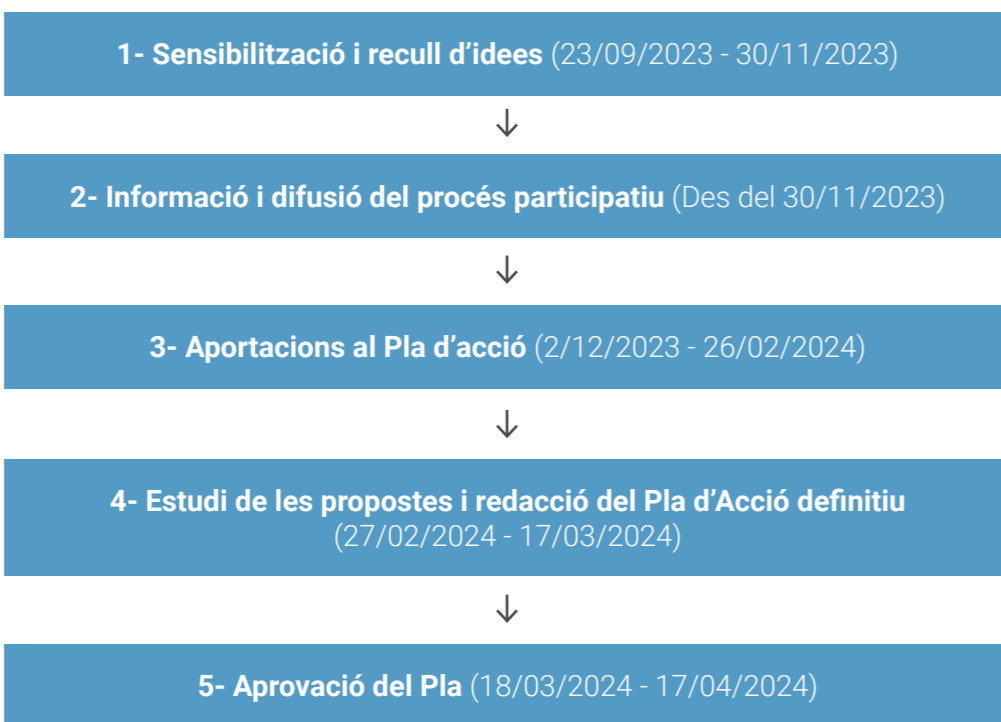 1- Sensibilització i recull d’idees (23/09/2023 - 30/11/2023)
2- Informació i difusió del procés participatiu (Des del 30/11/2023)
3- Aportacions al Pla d’acció (2/12/2023 - 26/02/2024)
4- Estudi de les propostes i redacció del Pla d’Acció definitiu
(27/02/2024 - 17/03/2024)
5- Aprovació del Pla (18/03/2024 - 17/04/2024)